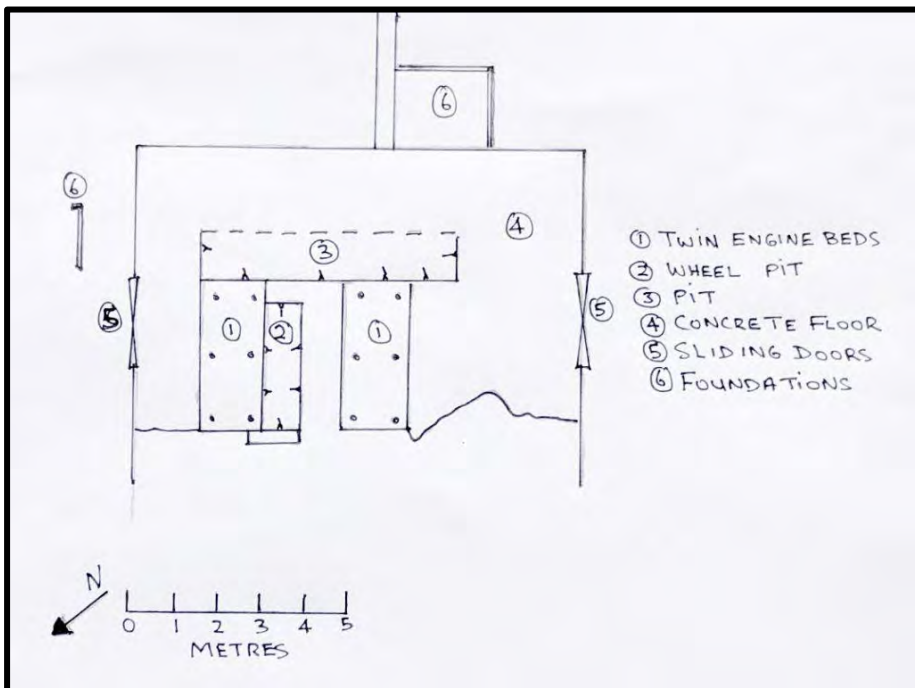 ⑥
⑥
④
③
① TWIN ENGINE BEDS
② WHEEL PIT
③ PIT
④ CONCRETE FLOOR
⑤ SLIDING DOORS
⑥ FOUNDATIONS
⑤
①
②
①
⑤
N
0 1 2 3 4 5
METRES